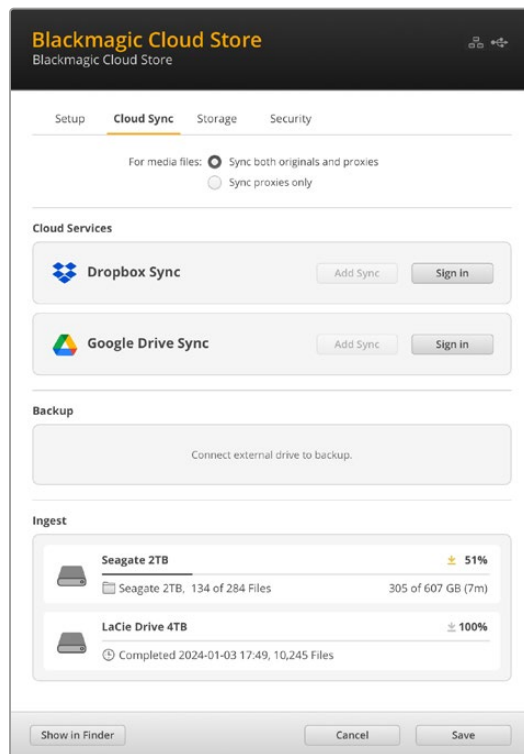 Blackmagic Cloud Store
Blackmagic Cloud Store
Setup Cloud Sync Storage Security
For media files: Sync both originals and proxies
Sync proxies only
Cloud Services
Dropbox Sync Add Sync Sign in
Google Drive Sync Add Sync Sign in
Backup
Connect external drive to backup.
Ingest
Seagate 2TB 51%
Seagate 2TB, 134 of 284 Files 305 of 607 GB (7m)
LaCie Drive 4TB 100%
Completed 2024-01-03 17:49, 10,245 Files
Show in Finder Cancel Save